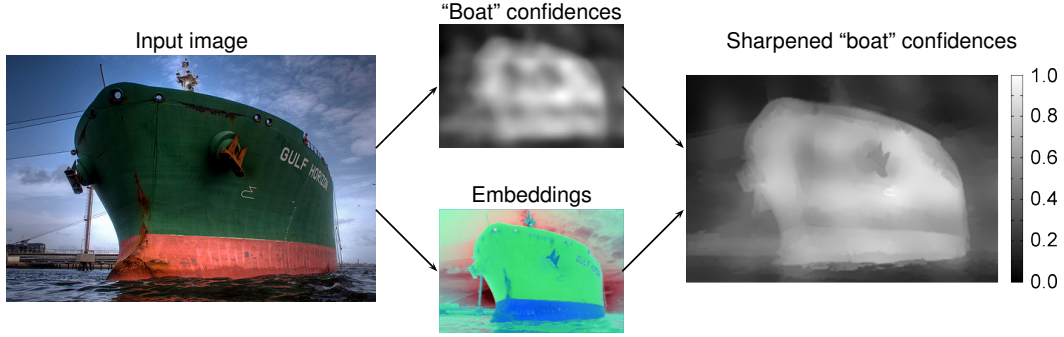 “Boat” confidences
Input image
Sharpened “boat” confidences
GULF HORIZON
Embeddings
1.0
0.8
0.6
0.4
0.2
0.0